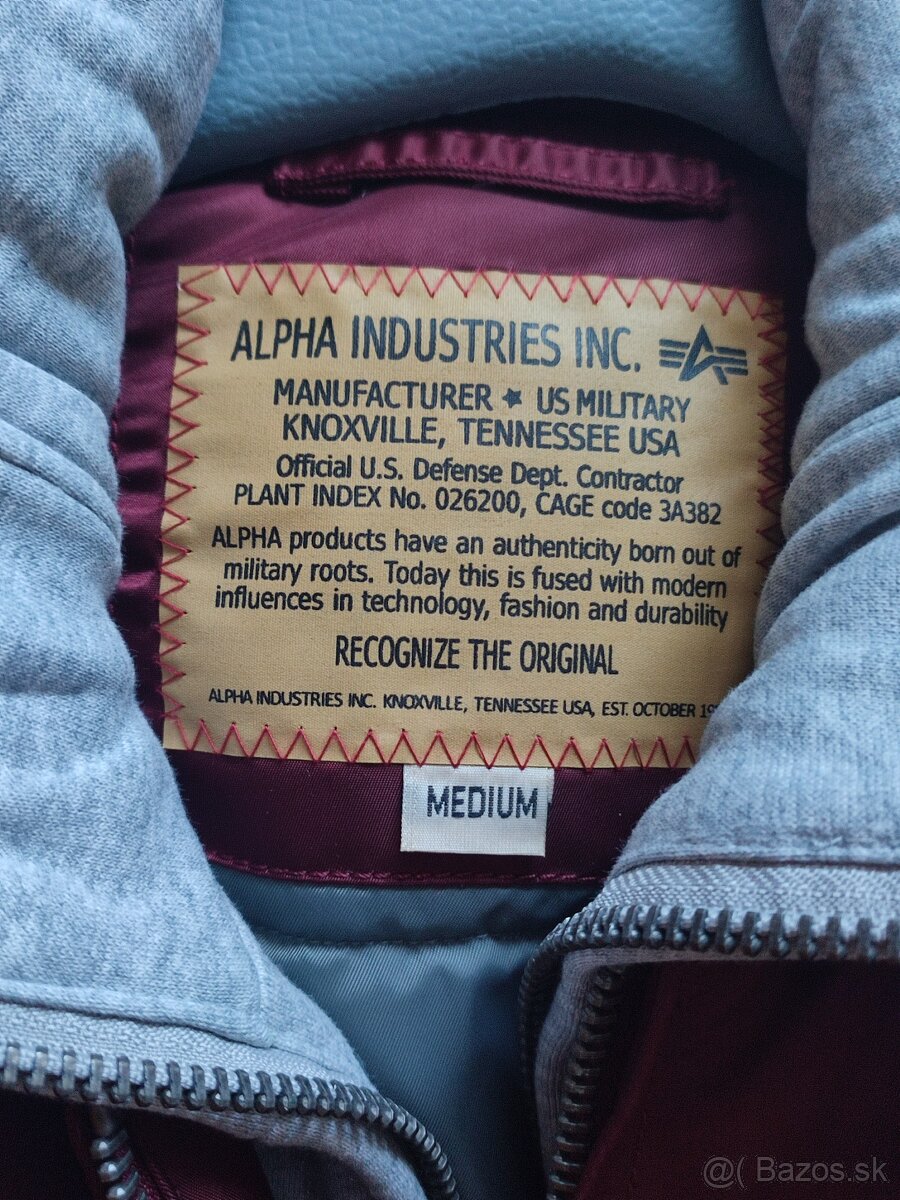 ALPHA INDUSTRIES INC.
MANUFACTURER ★ US MILITARY
KNOXVILLE, TENNESSEE USA
Official U.S. Defense Dept. Contractor
PLANT INDEX No. 026200, CAGE code 3A382
ALPHA products have an authenticity born out of
military roots. Today this is fused with modern
influences in technology, fashion and durability
RECOGNIZE THE ORIGINAL
ALPHA INDUSTRIES INC. KNOXVILLE, TENNESSEE USA, EST. OCTOBER
MEDIUM
@( Bazos.sk